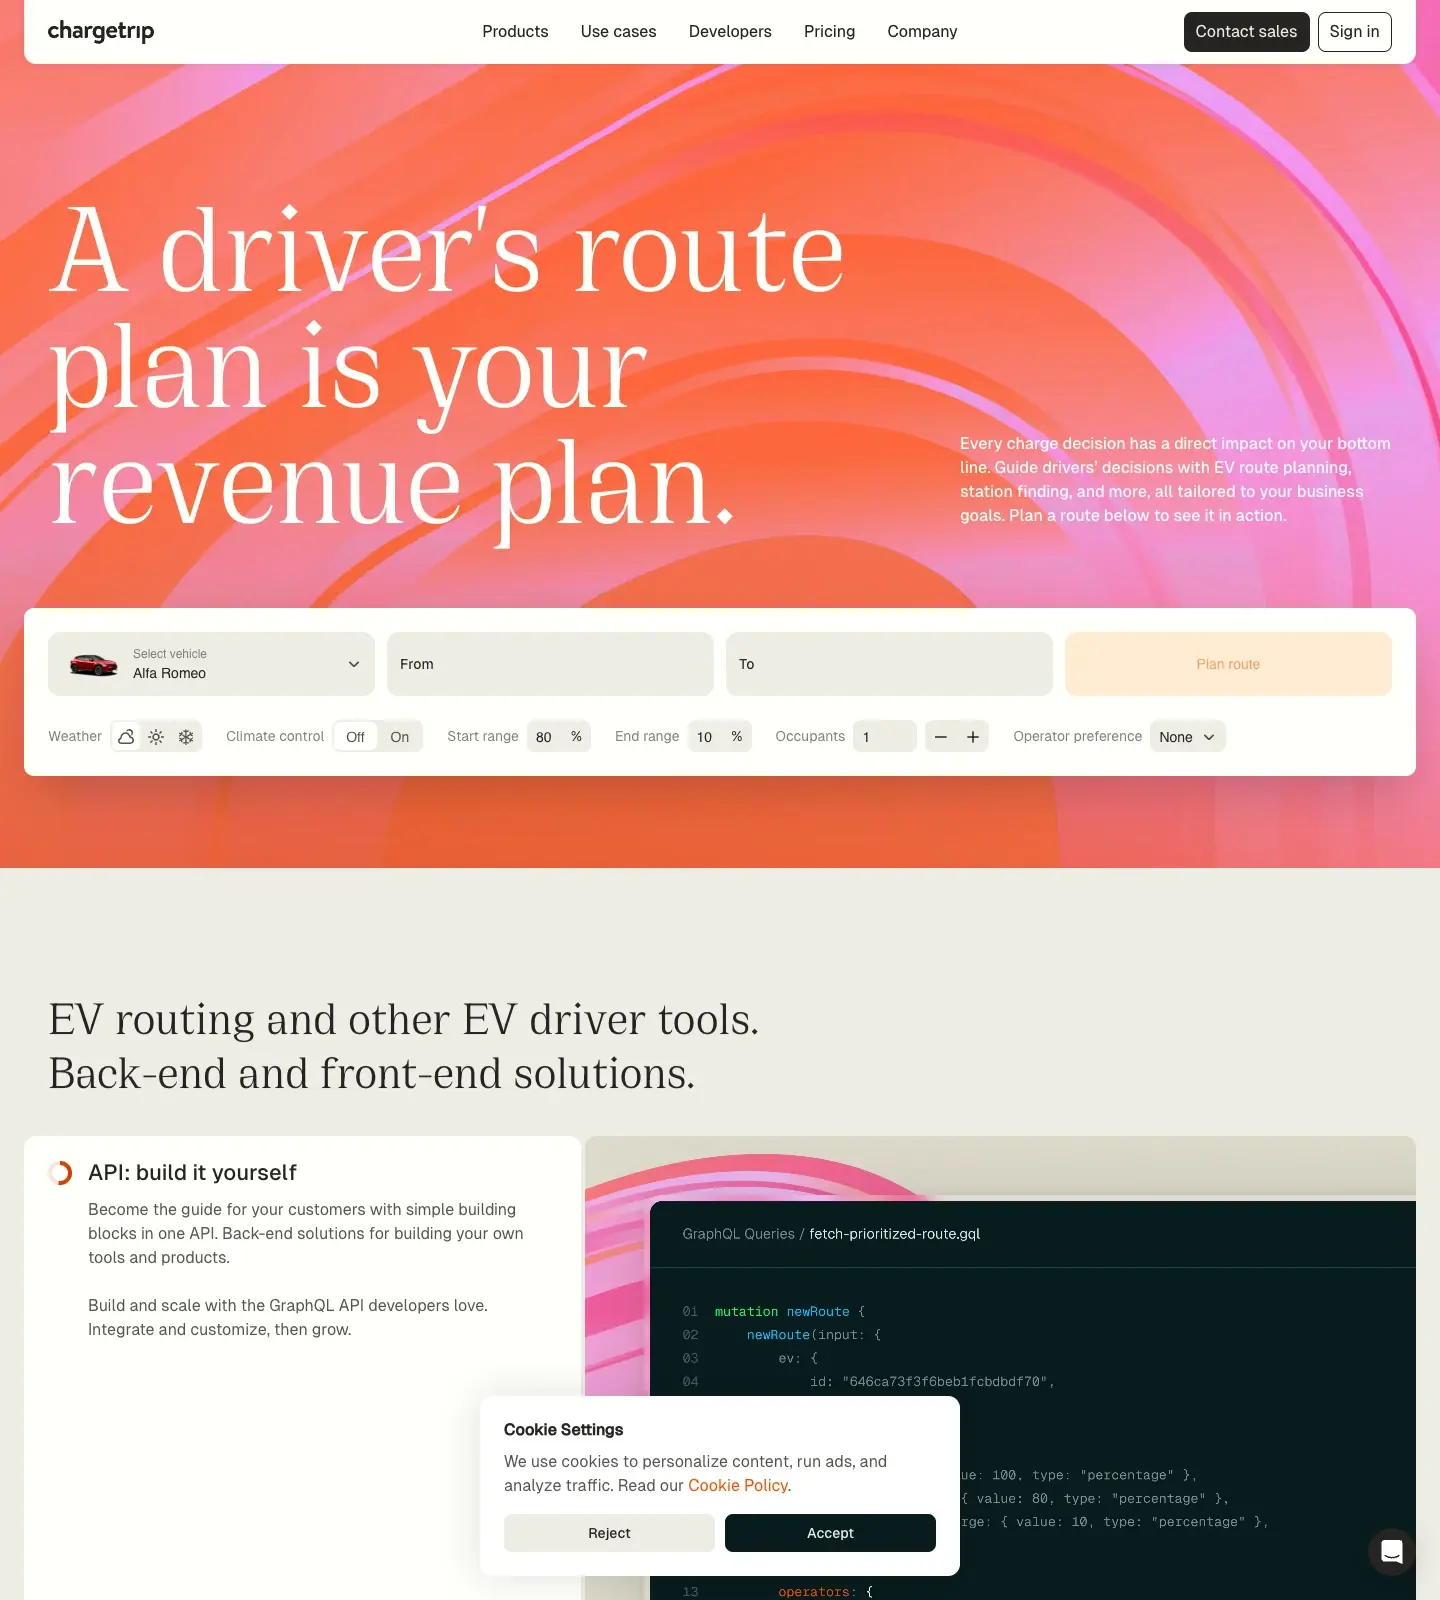 chargetrip
Products Use cases Developers Pricing Company
Contact sales Sign in
A driver's route
plan is your
revenue plan.
Every charge decision has a direct impact on your bottom
line. Guide drivers' decisions with EV route planning,
station finding, and more, all tailored to your business
goals. Plan a route below to see it in action.
Select vehicle
Alfa Romeo
From
To
Plan route
Weather
Climate control Off On
Start range 80 %
End range 10 %
Occupants 1
Operator preference None
EV routing and other EV driver tools.
Back-end and front-end solutions.
API: build it yourself
Become the guide for your customers with simple building
blocks in one API. Back-end solutions for building your own
tools and products.
Build and scale with the GraphQL API developers love.
Integrate and customize, then grow.
GraphQL Queries / fetch-prioritized-route.gql
01 mutation newRoute {
02 newRoute(input: {
03 ev: {
04 id: "646ca73f3f6beb1fcbdbdf70",
ue: 100, type: "percentage" },
{ value: 80, type: "percentage" },
rge: { value: 10, type: "percentage" },
13 operators: {
Cookie Settings
We use cookies to personalize content, run ads, and
analyze traffic. Read our Cookie Policy.
Reject
Accept